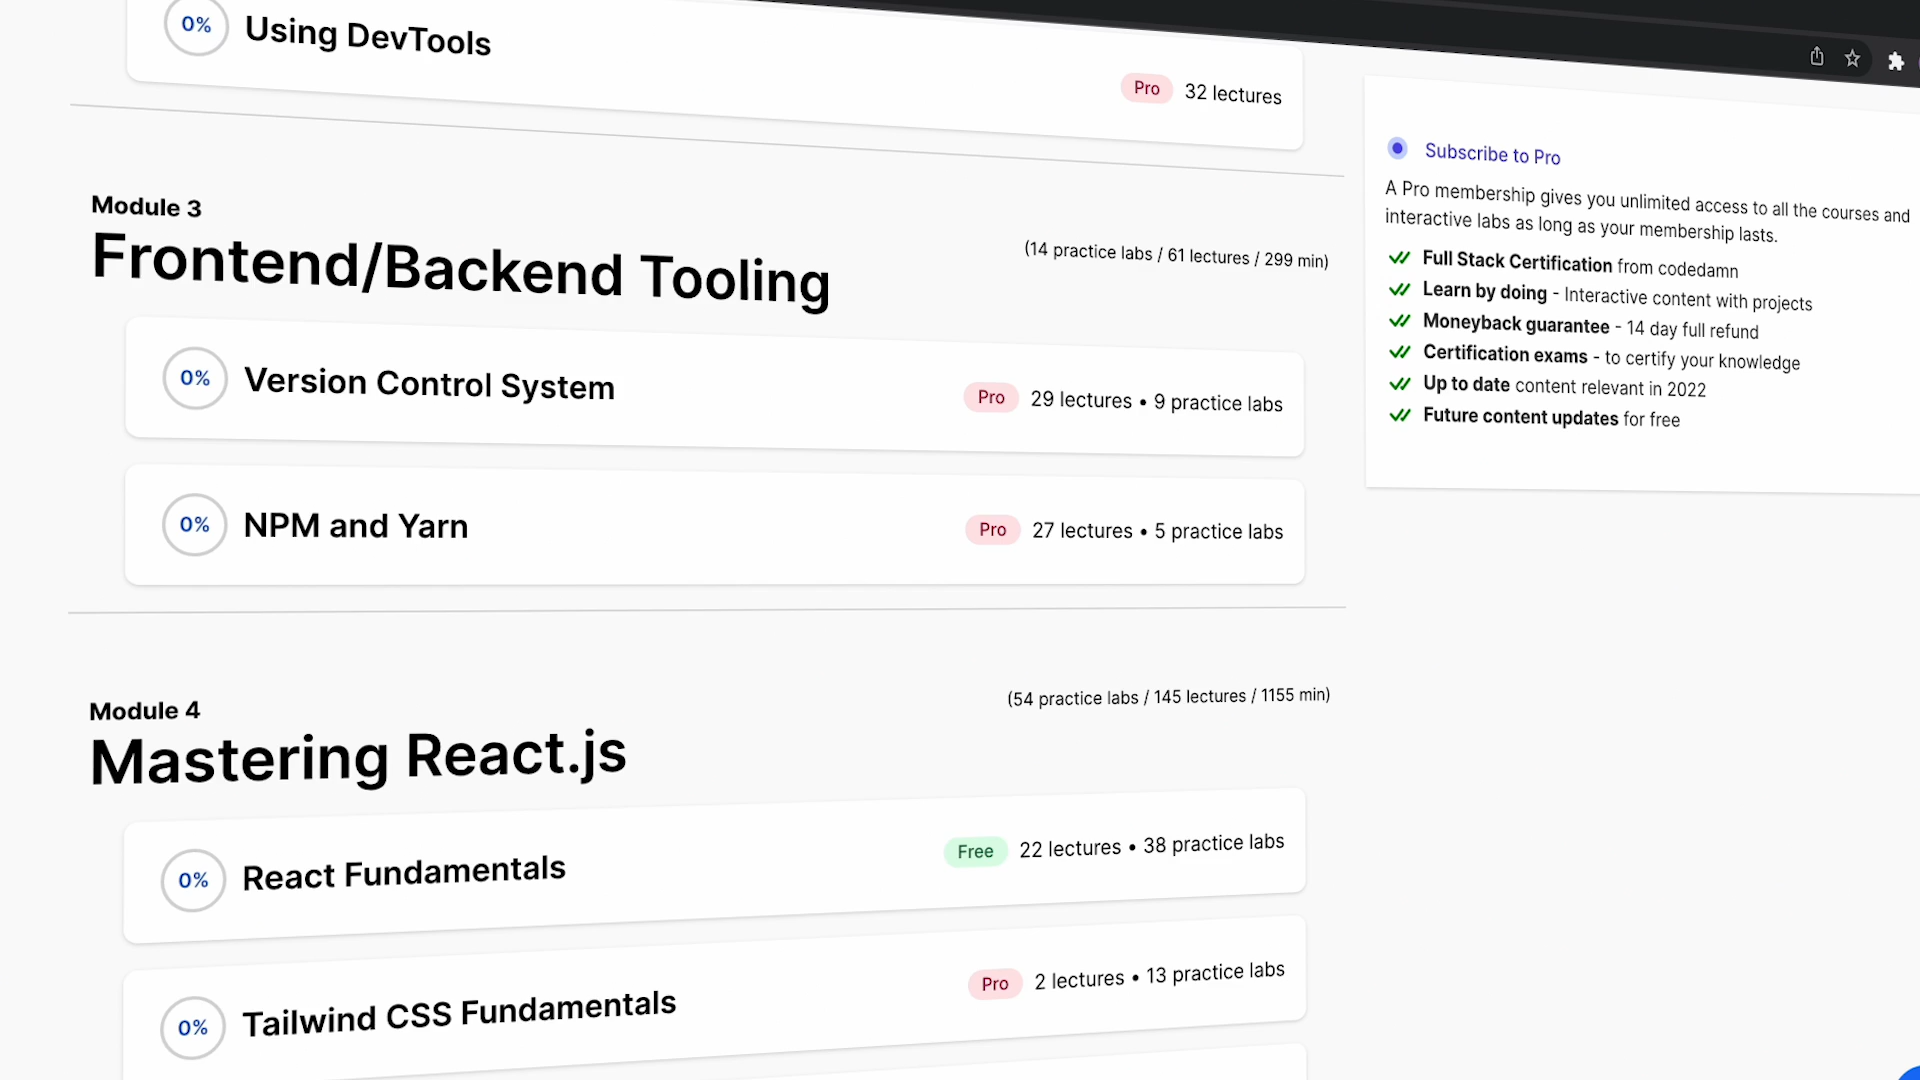 0% Using DevTools
Pro 32 lectures
Module 3
Frontend/Backend Tooling
(14 practice labs / 61 lectures / 299 min)
0% Version Control System
Pro 29 lectures • 9 practice labs
0% NPM and Yarn
Pro 27 lectures • 5 practice labs
Module 4
Mastering React.js
(54 practice labs / 145 lectures / 1155 min)
0% React Fundamentals
Free 22 lectures • 38 practice labs
0% Tailwind CSS Fundamentals
Pro 2 lectures • 13 practice labs
Subscribe to Pro
A Pro membership gives you unlimited access to all the courses and
interactive labs as long as your membership lasts.
Full Stack Certification from codedamn
Learn by doing - Interactive content with projects
Moneyback guarantee - 14 day full refund
Certification exams - to certify your knowledge
Up to date content relevant in 2022
Future content updates for free